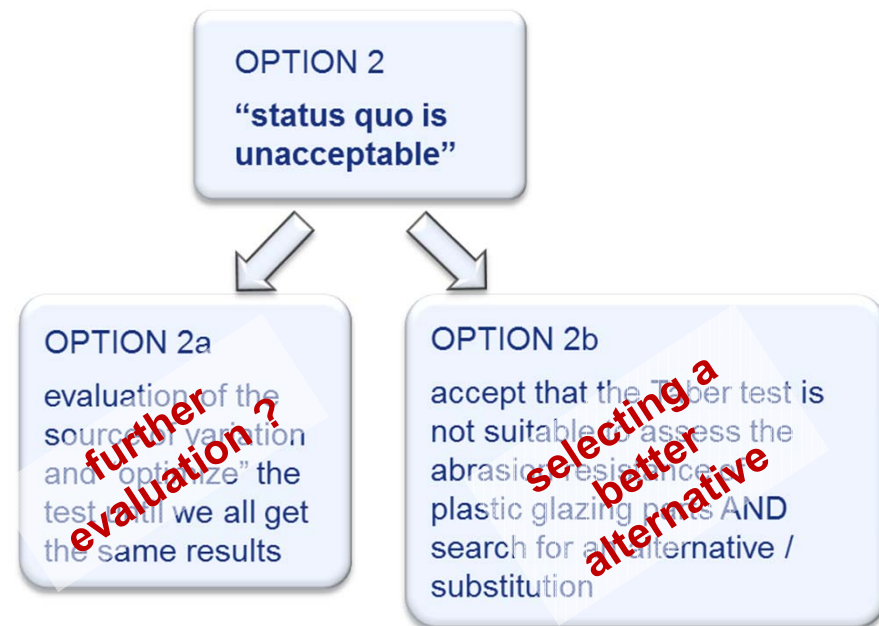 OPTION 2
“status quo is
unacceptable”
OPTION 2a
evaluation of the
source of variation
and “optimize” the
test until we all get
the same results
further
evaluation ?
OPTION 2b
accept that the Taber test is
not suitable to assess the
abrasion resistance
plastic glazing parts AND
search for an alternative /
substitution
selecting a
better
alternative